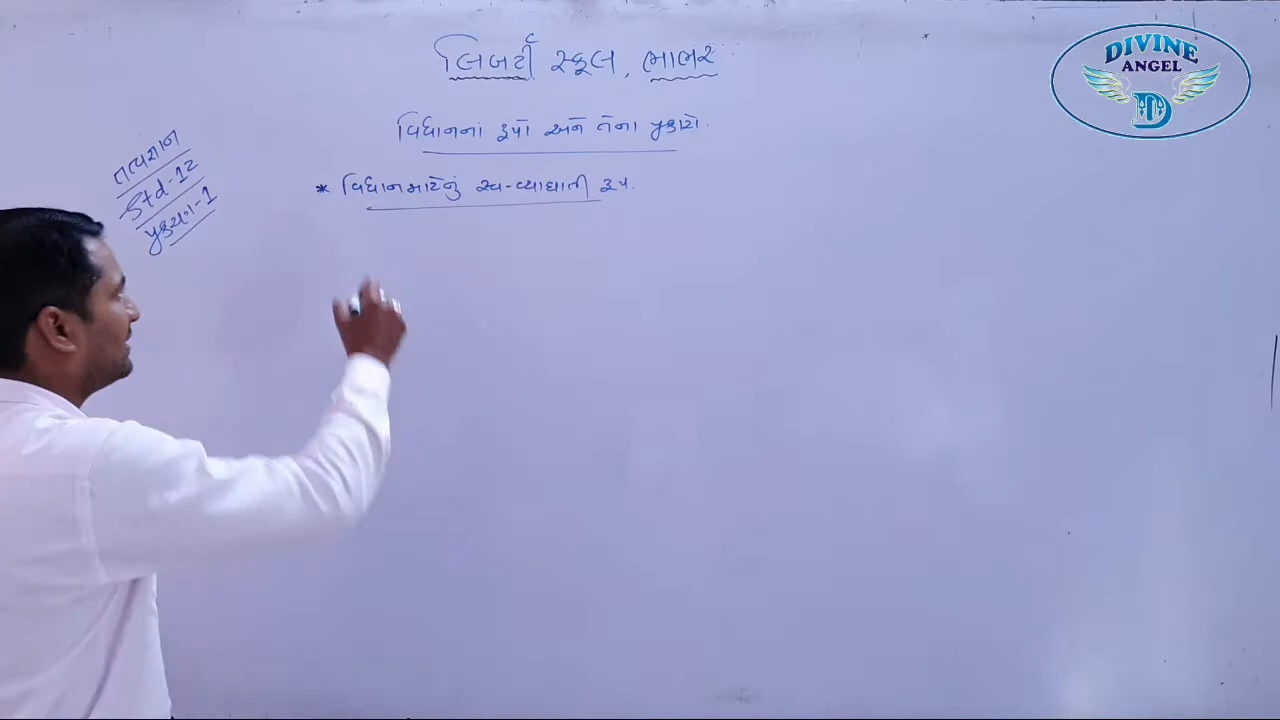 લિબર્ટી સ્કૂલ, ભાભર
વિધાનનાં રૂપો અને તેના પ્રકારો.
* વિધાનમાટેનું સ્વ-વ્યાઘાતી રૂપ.
તત્વજ્ઞાન
Std-12
પ્રકરણ-1
DIVINE
ANGEL
D